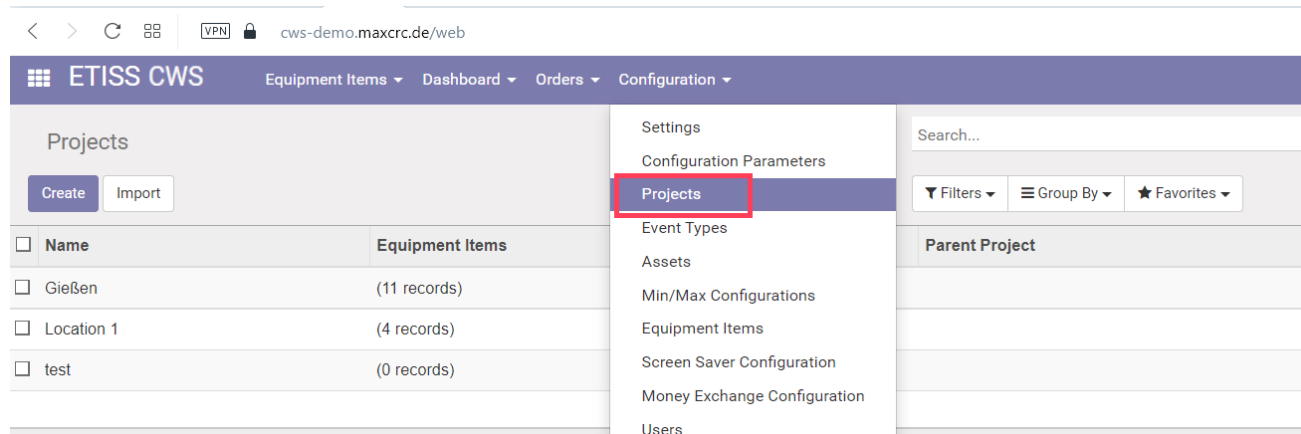 VPN cws-demo.maxcrc.de/web
ETISS CWS Equipment Items Dashboard Orders Configuration
Projects
Create Import
Name Equipment Items
Gießen (11 records)
Location 1 (4 records)
test (0 records)
Settings
Configuration Parameters
Projects
Event Types
Assets
Min/Max Configurations
Equipment Items
Screen Saver Configuration
Money Exchange Configuration
Users
Search...
Filters Group By Favorites
Parent Project